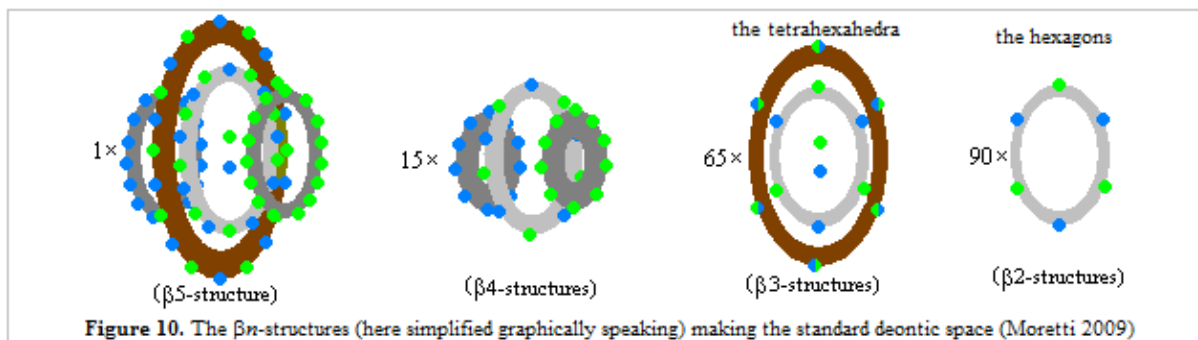 the tetrahexahedra
the hexagons
1×
15×
65×
90×
(β5-structure)
(β4-structures)
(β3-structures)
(β2-structures)
Figure 10. The βn-structures (here simplified graphically speaking) making the standard deontic space (Moretti 2009)